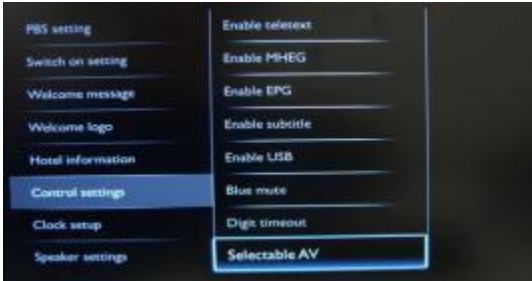 PBS setting
Switch on setting
Welcome message
Welcome logo
Hotel information
Control settings
Clock setup
Speaker settings
Enable teletext
Enable MHEG
Enable EPG
Enable subtitle
Enable USB
Blue mute
Digit timeout
Selectable AV